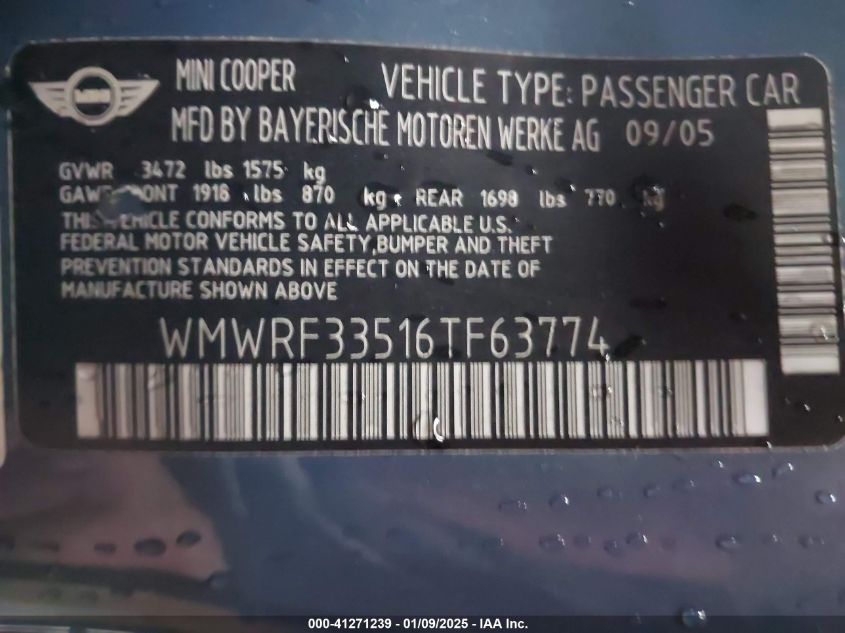 MINI
MINI COOPER VEHICLE TYPE: PASSENGER CAR
MFD BY BAYERISCHE MOTOREN WERKE AG 09/05
GVWR 3472 lbs 1575 kg
1918 lbs 870 kg REAR 1698 lbs 770 kg
VEHICLE CONFORMS TO ALL APPLICABLE U.S.
FEDERAL MOTOR VEHICLE SAFETY,BUMPER AND THEFT
PREVENTION STANDARDS IN EFFECT ON THE DATE OF
MANUFACTURE SHOWN ABOVE
WMWRF33516TF63774
000-41271239 - 01/09/2025 - IAA Inc.